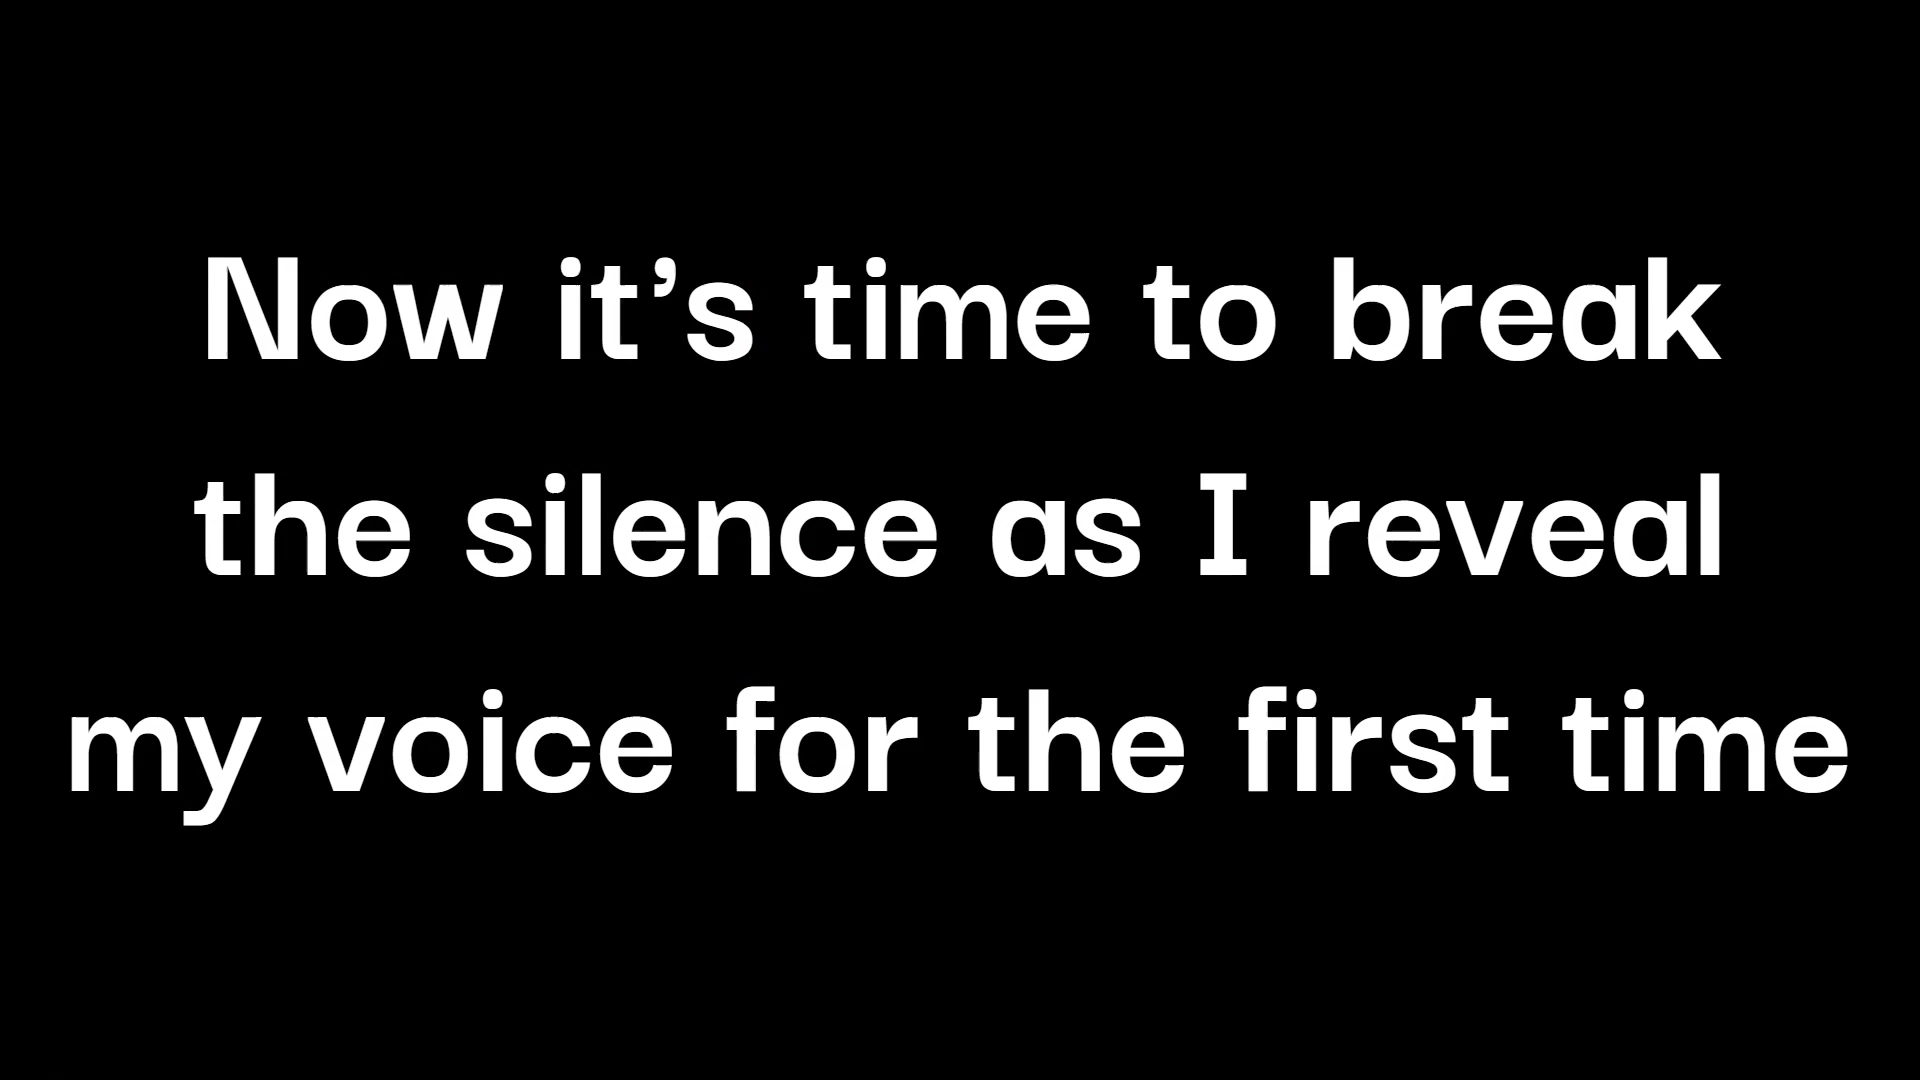 Now it’s time to break
the silence as I reveal
my voice for the first time